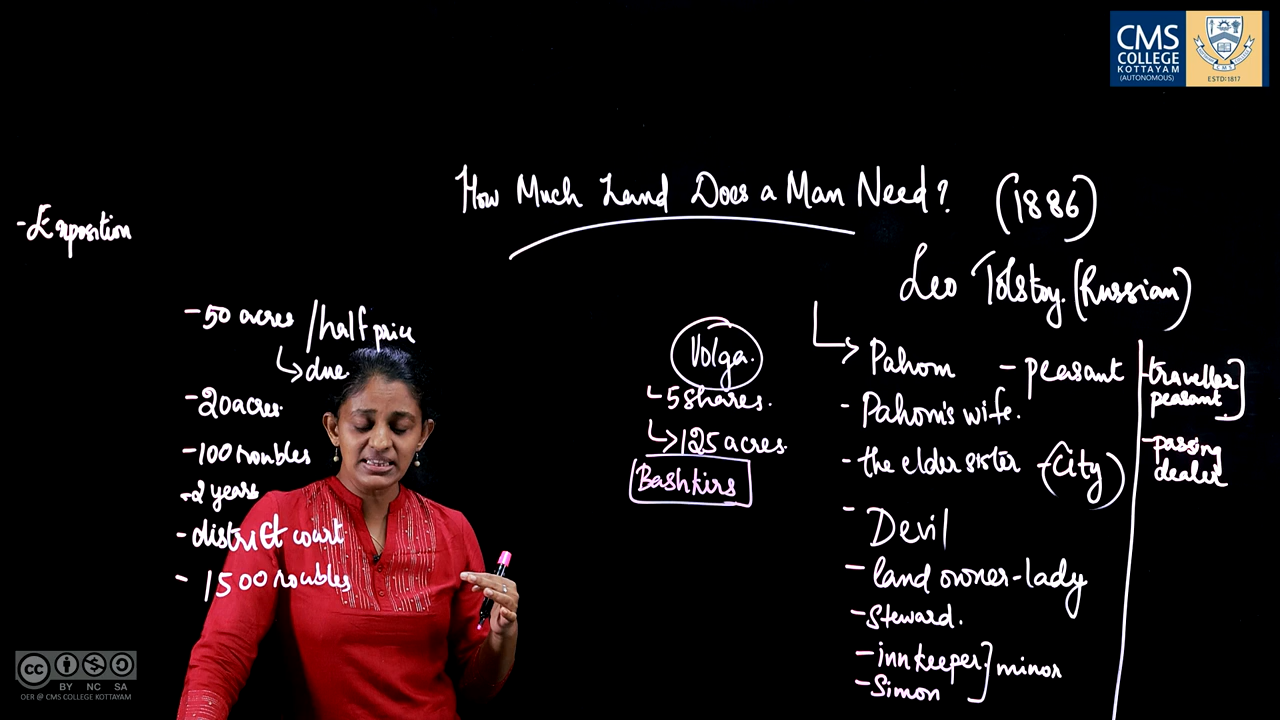 CMS
COLLEGE
KOTTAYAM
(AUTONOMOUS)
ESTD:1817
How Much Land Does a Man Need? (1886)
Leo Tolstoy. (Russian)
-Exposition
-50 acres /half price
↳due
-20 acres.
-100 roubles
-2 years
-district court.
- 1500 roubles
Volga.
↳5 shares.
↳125 acres.
Bashkirs
↳ Pahom - peasant
- Pahom's wife.
- the elder sister -(City)
- Devil
- land owner-lady
-Steward.
-innkeeper
-Simon
minor
-traveller
peasant
-passing
dealer
CC BY NC SA
OER @ CMS COLLEGE KOTTAYAM